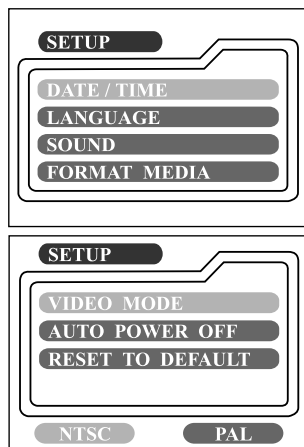 SETUP
DATE / TIME
LANGUAGE
SOUND
FORMAT MEDIA
SETUP
VIDEO MODE
AUTO POWER OFF
RESET TO DEFAULT
NTSC PAL